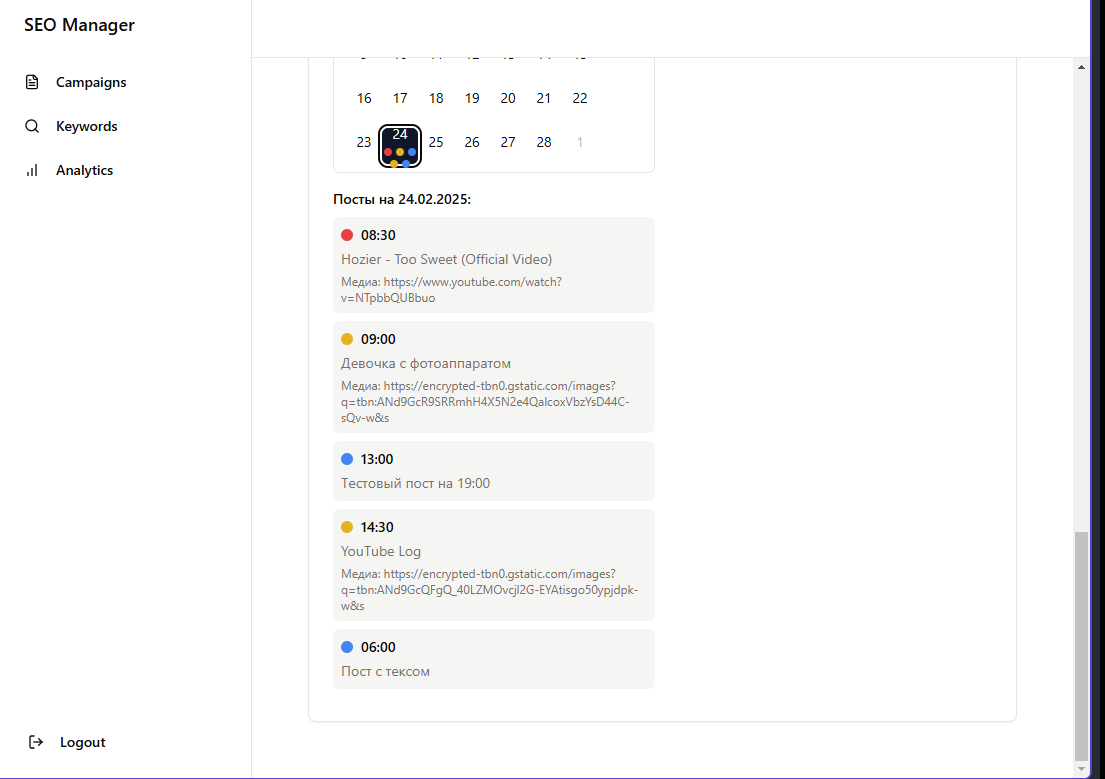 SEO Manager
Campaigns
Keywords
Analytics
16 17 18 19 20 21 22
23 24 25 26 27 28 1
Посты на 24.02.2025:
08:30
Hozier - Too Sweet (Official Video)
Медиа: https://www.youtube.com/watch?
v=NTpbbQUBbuo
09:00
Девочка с фотоаппаратом
Медиа: https://encrypted-tbn0.gstatic.com/images?
q=tbn:ANd9GcR9SRRmhH4X5N2e4QalcoxVbzYsD44C-
sQv-w&s
13:00
Тестовый пост на 19:00
14:30
YouTube Log
Медиа: https://encrypted-tbn0.gstatic.com/images?
q=tbn:ANd9GcQFgQ_40LZMOvcjl2G-EYAtisgo50ypjdpk-
w&s
06:00
Пост с тексом
Logout